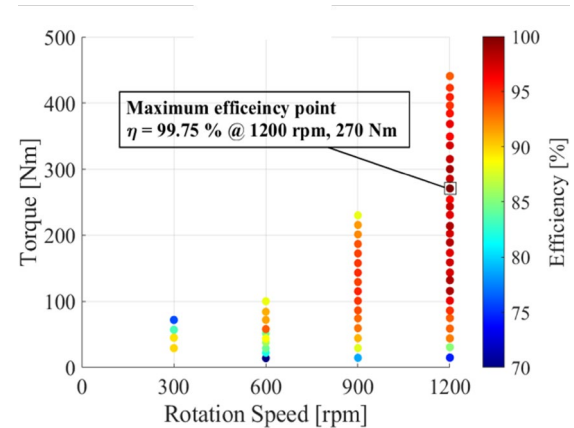 500
400
300
200
100
0
Torque [Nm]
Maximum efficeincy point
η = 99.75 % @ 1200 rpm, 270 Nm
0 300 600 900 1200
Rotation Speed [rpm]
100
95
90
85
80
75
70
Efficiency [%]